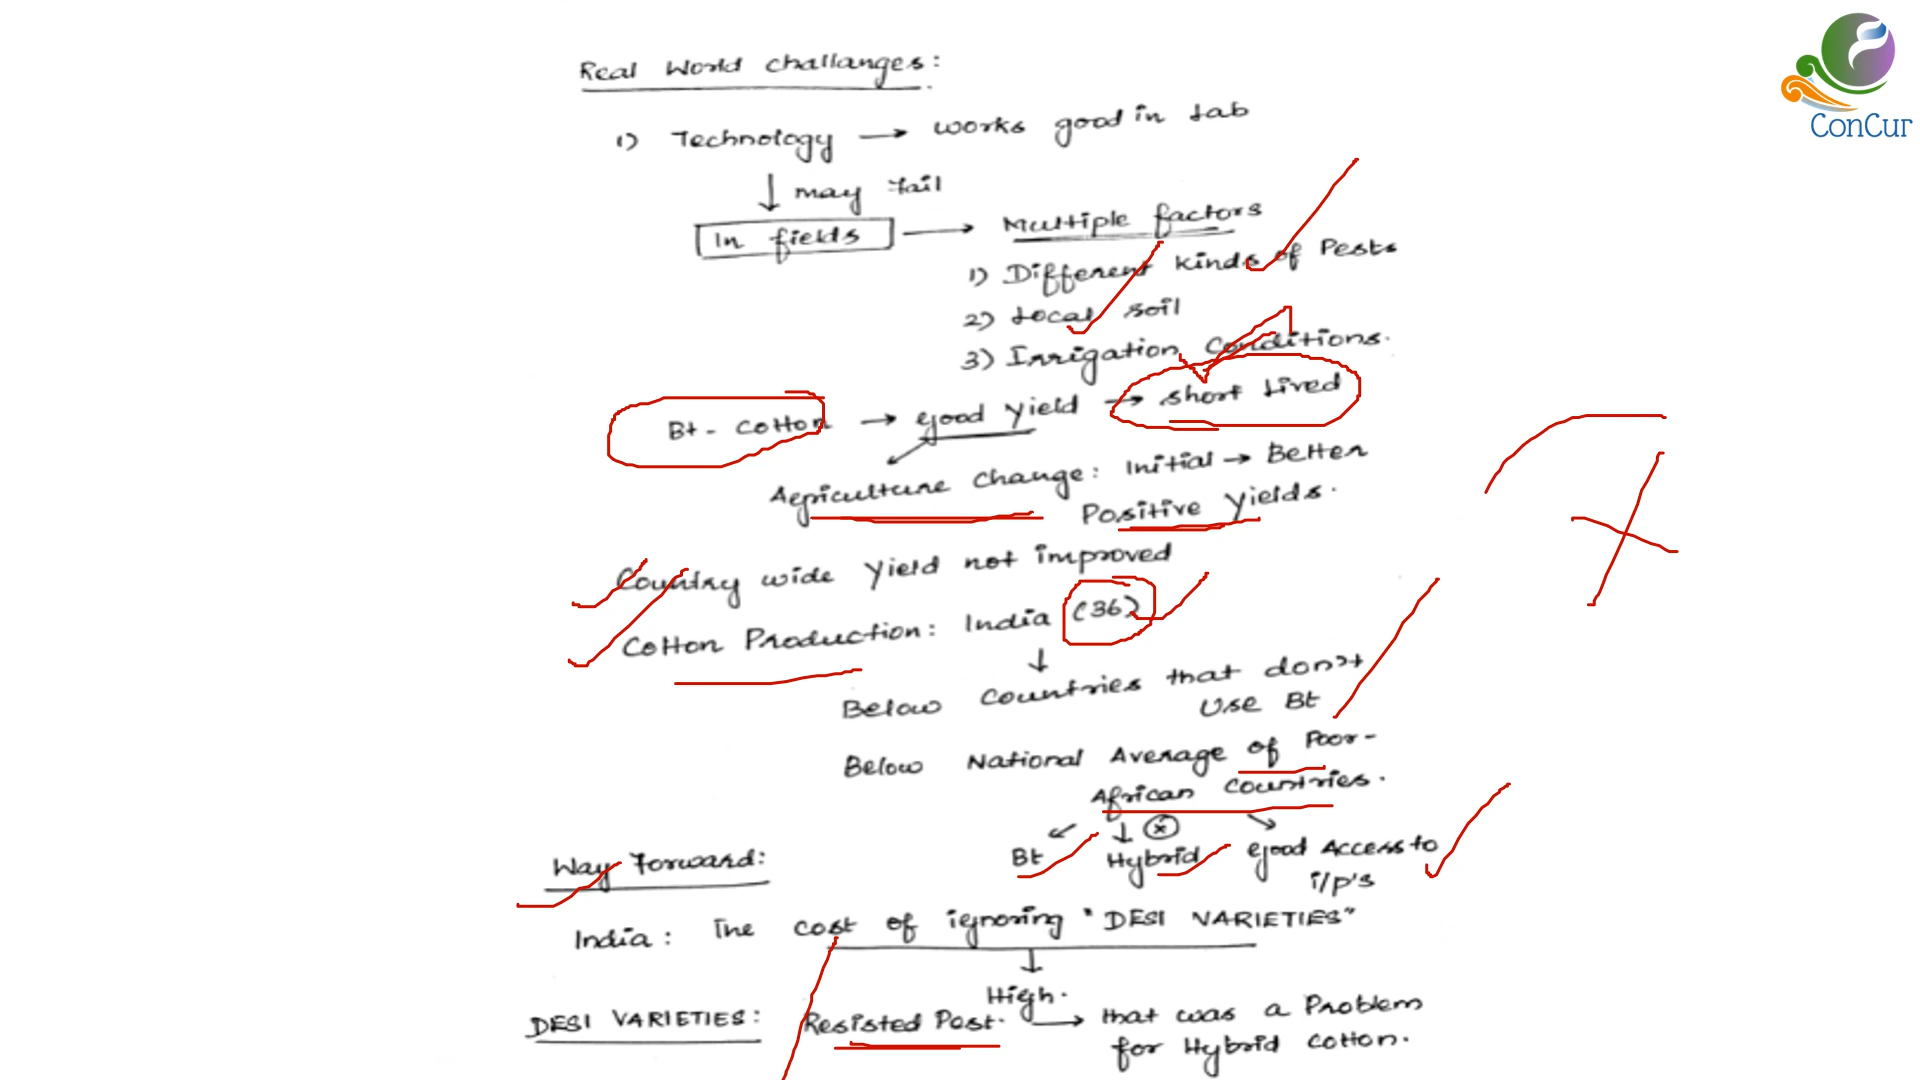 ConCur
Real World Challanges:
1) Technology → works good in Lab
↓ may fail
In fields → Multiple factors
1) Different Kinds of Pests
2) Local soil
3) Irrigation Conditions.
Bt - Cotton → good Yield → short Lived
Agriculture Change: Initial → Better
Positive Yields.
Country wide Yield not improved
Cotton Production: India (36)
↓
Below Countries that don't
Use Bt
Below National Average of Poor-
African Countries.
Bt Hybrid good Access to
i/p's
Way Forward:
India: The cost of ignoring "DESI VARIETIES"
↓
High.
DESI VARIETIES: Resisted Pest. → that was a Problem
for Hybrid Cotton.